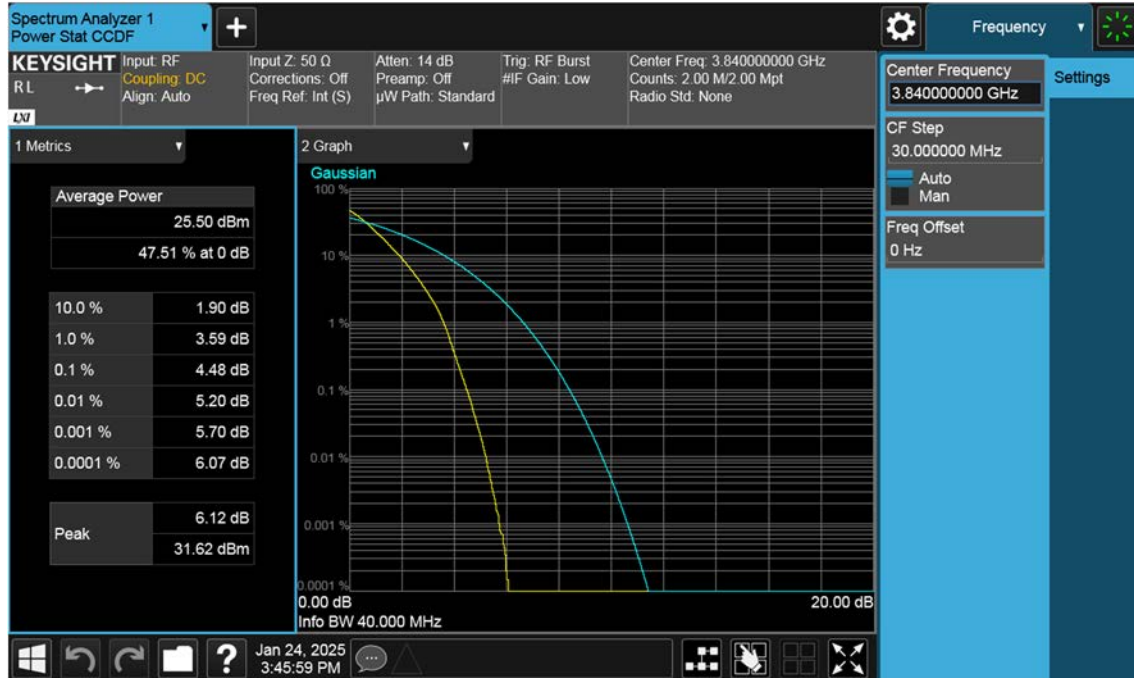 Spectrum Analyzer 1
Power Stat CCDF
Frequency
KEYSIGHT
R L
LXI
Input: RF
Coupling: DC
Align: Auto
Input Z: 50 Ω
Corrections: Off
Freq Ref: Int (S)
Atten: 14 dB
Preamp: Off
µW Path: Standard
Trig: RF Burst
#IF Gain: Low
Center Freq: 3.840000000 GHz
Counts: 2.00 M/2.00 Mpt
Radio Std: None
Center Frequency
3.840000000 GHz
Settings
CF Step
30.000000 MHz
Auto
Man
Freq Offset
0 Hz
1 Metrics
Average Power
25.50 dBm
47.51 % at 0 dB
10.0 % 1.90 dB
1.0 % 3.59 dB
0.1 % 4.48 dB
0.01 % 5.20 dB
0.001 % 5.70 dB
0.0001 % 6.07 dB
Peak
6.12 dB
31.62 dBm
2 Graph
Gaussian
100 %
10 %
1 %
0.1 %
0.01 %
0.001 %
0.0001 %
0.00 dB 20.00 dB
Info BW 40.000 MHz
?
Jan 24, 2025
3:45:59 PM